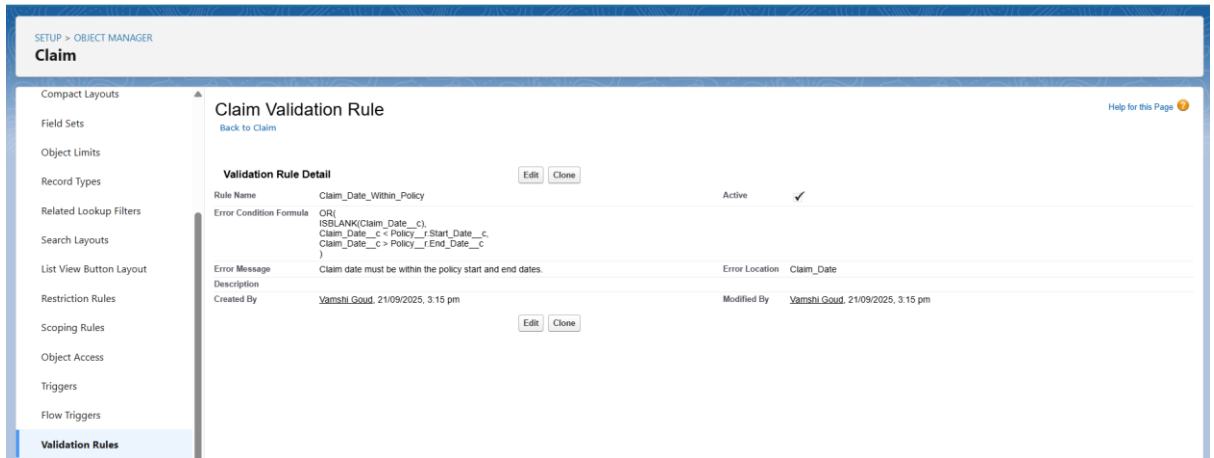 SETUP > OBJECT MANAGER
Claim
Compact Layouts
Field Sets
Object Limits
Record Types
Related Lookup Filters
Search Layouts
List View Button Layout
Restriction Rules
Scoping Rules
Object Access
Triggers
Flow Triggers
Validation Rules
Claim Validation Rule
Help for this Page
Back to Claim
Validation Rule Detail Edit Clone
Rule Name Claim_Date_Within_Policy Active ✓
Error Condition Formula OR(
ISBLANK(Claim_Date__c),
Claim_Date__c < Policy__r.Start_Date__c,
Claim_Date__c > Policy__r.End_Date__c
)
Error Message Claim date must be within the policy start and end dates. Error Location Claim_Date
Description
Created By Vamshi Goud, 21/09/2025, 3:15 pm Modified By Vamshi Goud, 21/09/2025, 3:15 pm
Edit Clone